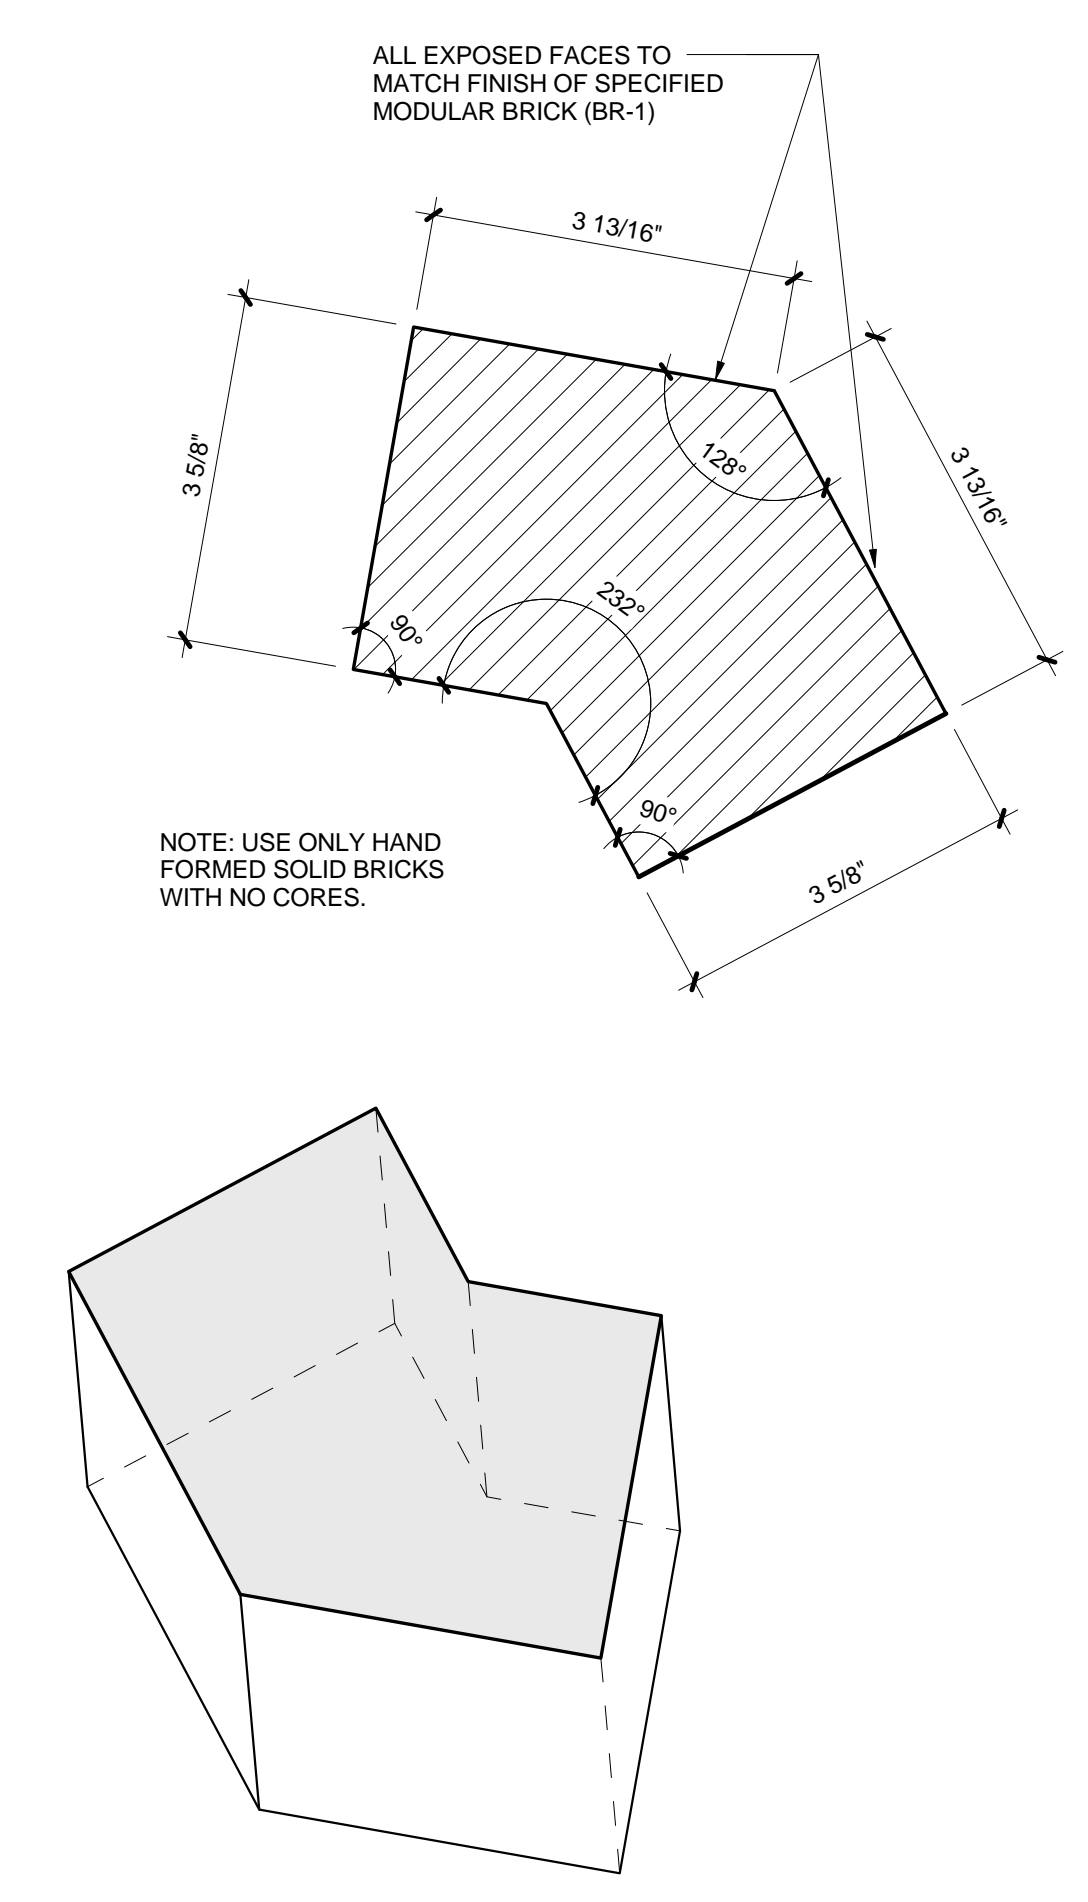 ALL EXPOSED FACES TO
MATCH FINISH OF SPECIFIED
MODULAR BRICK (BR-1)
3 13/16"
3 5/8"
128°
3 13/16"
232°
90°
90°
NOTE: USE ONLY HAND
FORMED SOLID BRICKS
WITH NO CORES.
3 5/8"